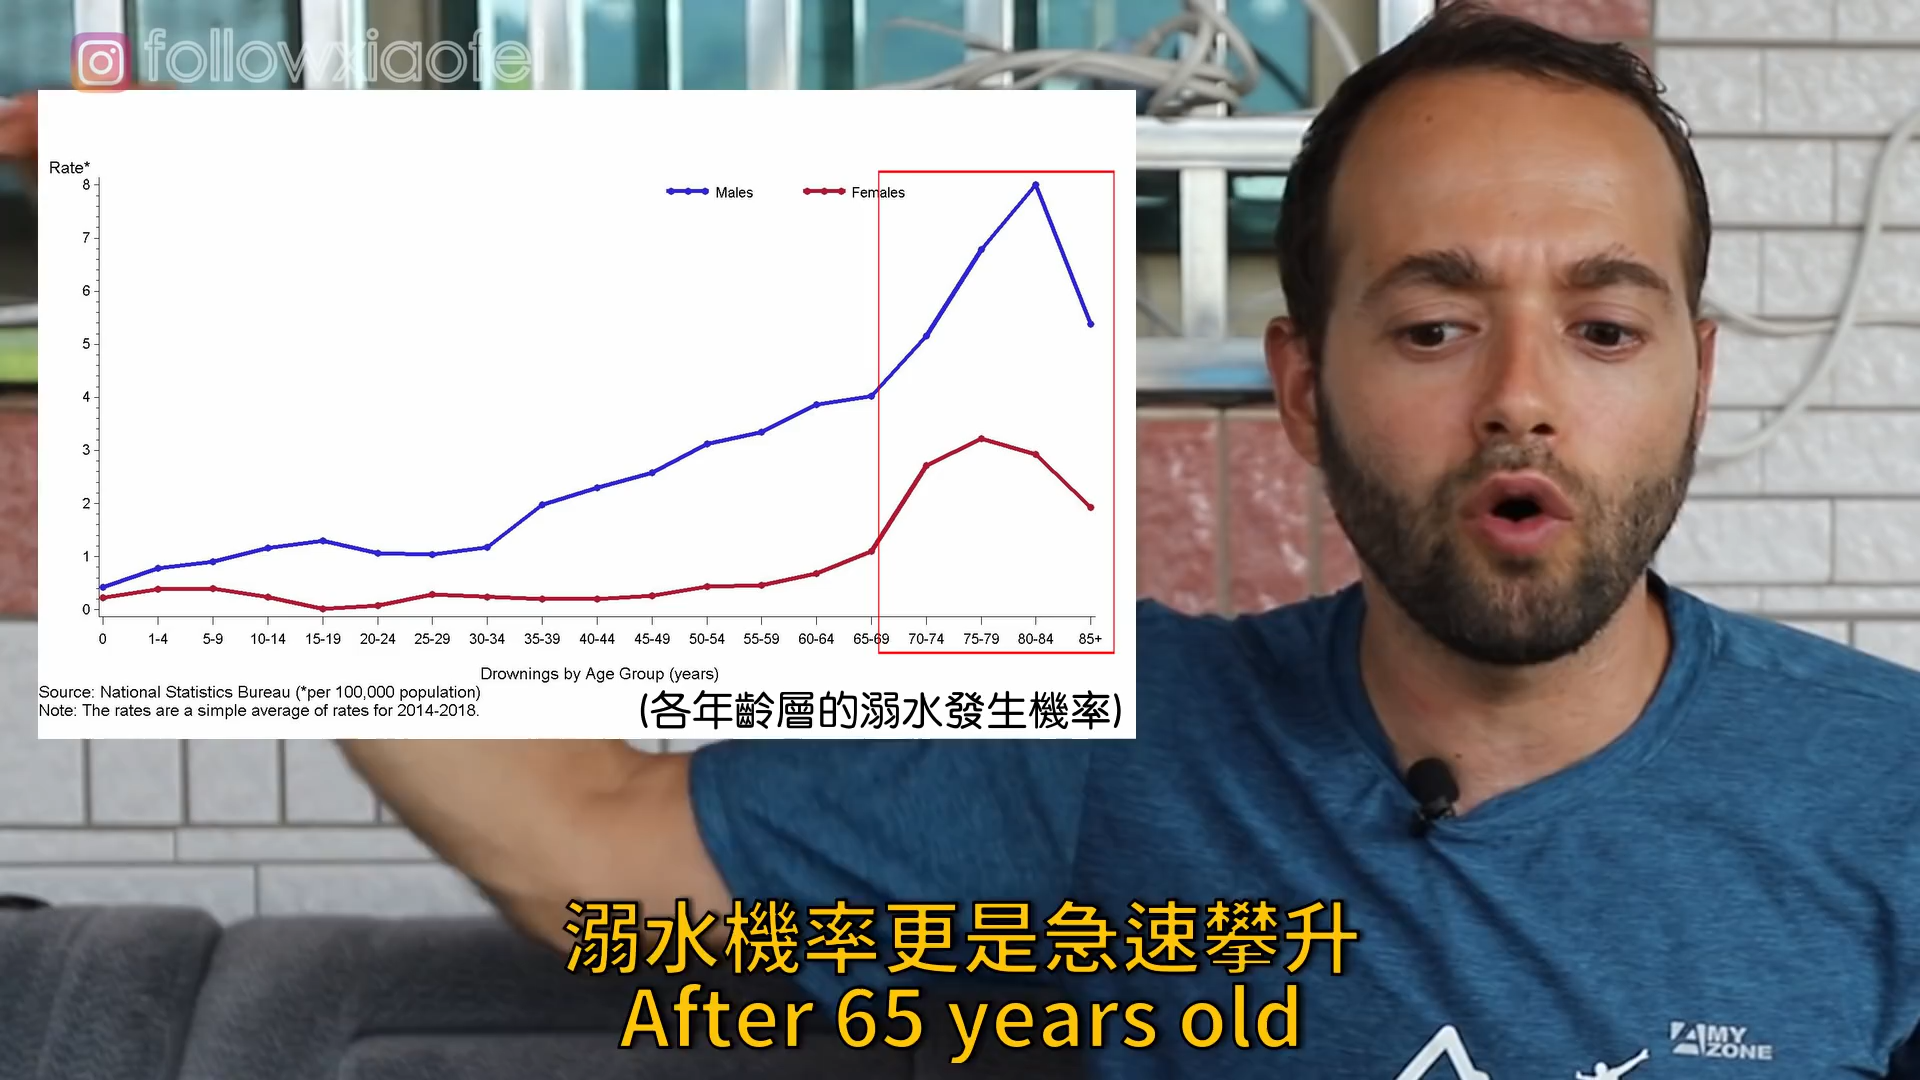 followxiaofei
Rate*
8
7
6
5
4
3
2
1
0
Males
Females
0 1-4 5-9 10-14 15-19 20-24 25-29 30-34 35-39 40-44 45-49 50-54 55-59 60-64 65-69 70-74 75-79 80-84 85+
Drownings by Age Group (years)
Source: National Statistics Bureau (*per 100,000 population)
Note: The rates are a simple average of rates for 2014-2018.
(各年齡層的溺水發生機率)
溺水機率更是急速攀升
After 65 years old
AMY
ZONE